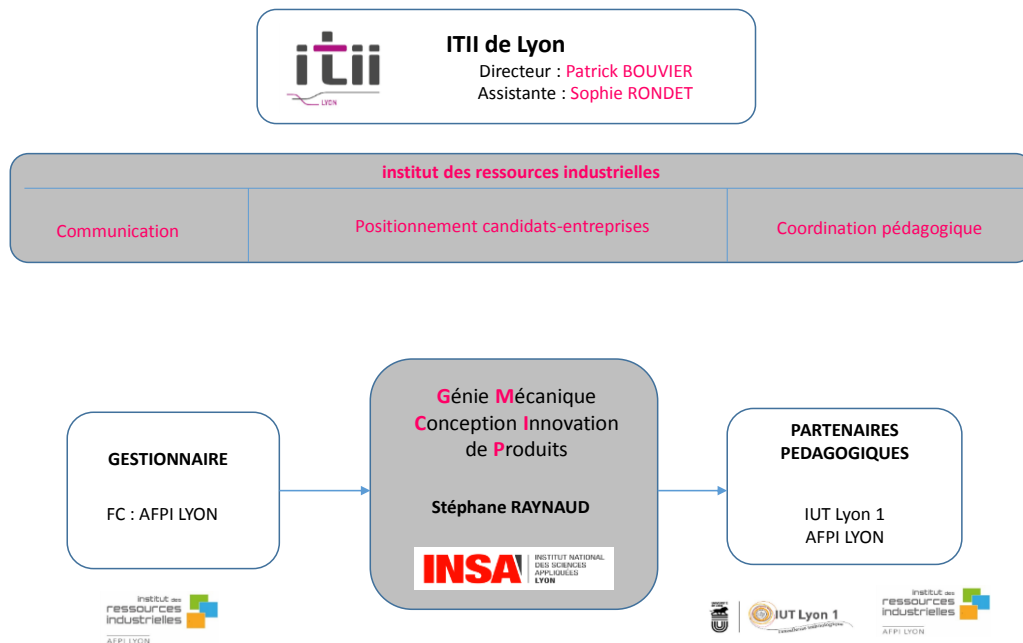 itii
LYON
ITII de Lyon
Directeur : Patrick BOUVIER
Assistante : Sophie RONDET
institut des ressources industrielles
Communication
Positionnement candidats-entreprises
Coordination pédagogique
GESTIONNAIRE
FC : AFPI LYON
Génie Mécanique
Conception Innovation
de Produits
Stéphane RAYNAUD
INSA
INSTITUT NATIONAL
DES SCIENCES
APPLIQUÉES
LYON
PARTENAIRES
PEDAGOGIQUES
IUT Lyon 1
AFPI LYON
institut des
ressources
industrielles
AFPI LYON
IUT Lyon 1
institut des
ressources
industrielles
AFPI LYON